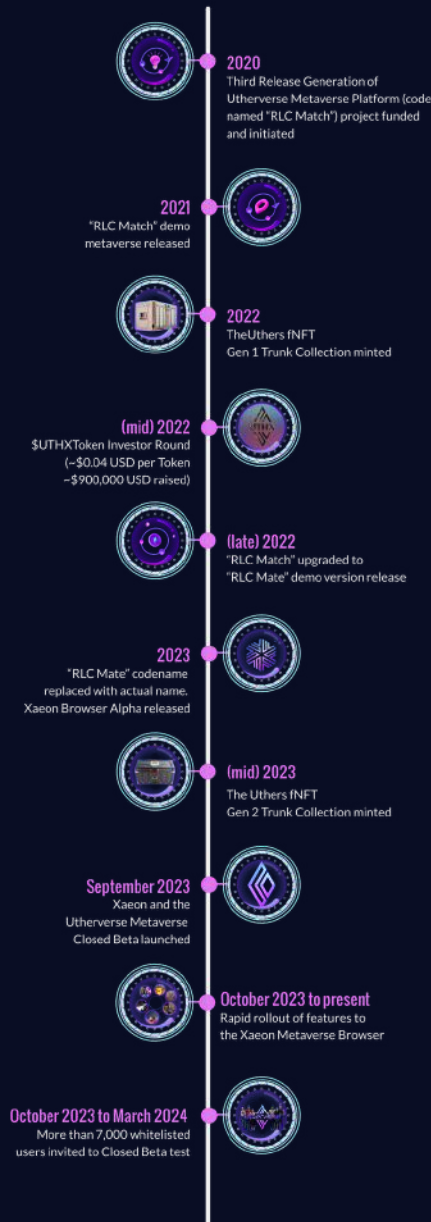 2020
Third Release Generation of
Utherverse Metaverse Platform (code
named "RLC Match") project funded
and initiated
2021
"RLC Match" demo
metaverse released
2022
TheUthers fNFT
Gen 1 Trunk Collection minted
(mid) 2022
$UTHXToken Investor Round
(~$0.04 USD per Token
~$900,000 USD raised)
(late) 2022
"RLC Match" upgraded to
"RLC Mate" demo version release
2023
"RLC Mate" codename
replaced with actual name.
Xaeon Browser Alpha released
(mid) 2023
The Uthers fNFT
Gen 2 Trunk Collection minted
September 2023
Xaeon and the
Utherverse Metaverse
Closed Beta launched
October 2023 to present
Rapid rollout of features to
the Xaeon Metaverse Browser
October 2023 to March 2024
More than 7,000 whitelisted
users invited to Closed Beta test